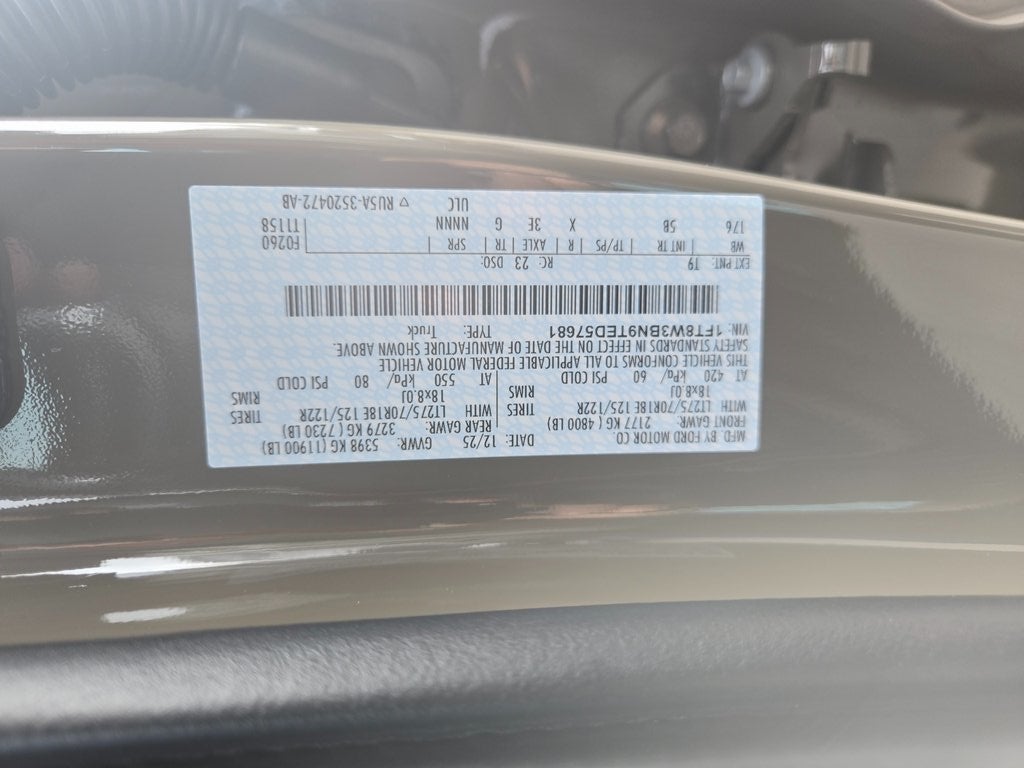 MFD. BY FORD MOTOR CO.
DATE: 12/25 GVWR: 5398 KG (11900 LB)
FRONT GAWR: 2177 KG ( 4800 LB) REAR GAWR: 3279 KG ( 7230 LB)
WITH LT275/70R18E 125/122R TIRES WITH LT275/70R18E 125/122R TIRES
18x8.0J RIMS 18x8.0J RIMS
AT 420 kPa/ 60 PSI COLD AT 550 kPa/ 80 PSI COLD
THIS VEHICLE CONFORMS TO ALL APPLICABLE FEDERAL MOTOR VEHICLE
SAFETY STANDARDS IN EFFECT ON THE DATE OF MANUFACTURE SHOWN ABOVE.
VIN: 1FT8W3BN9TED57681 TYPE: Truck
EXT PNT: T9 RC: 23 DSO:
WB INT TR TP/PS R AXLE TR SPR F0260
176 5B X 3E G NNNN T1158
ULC ▽ RU5A-3520472-AB